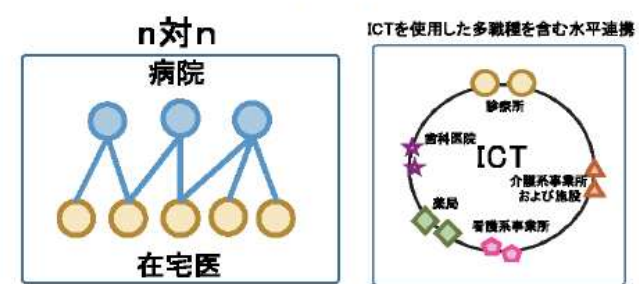 n対n
病院
在宅医
ICTを使用した多職種を含む水平連携
診療所
歯科医院
ICT
介護系事業所
および施設
薬局
看護系事業所